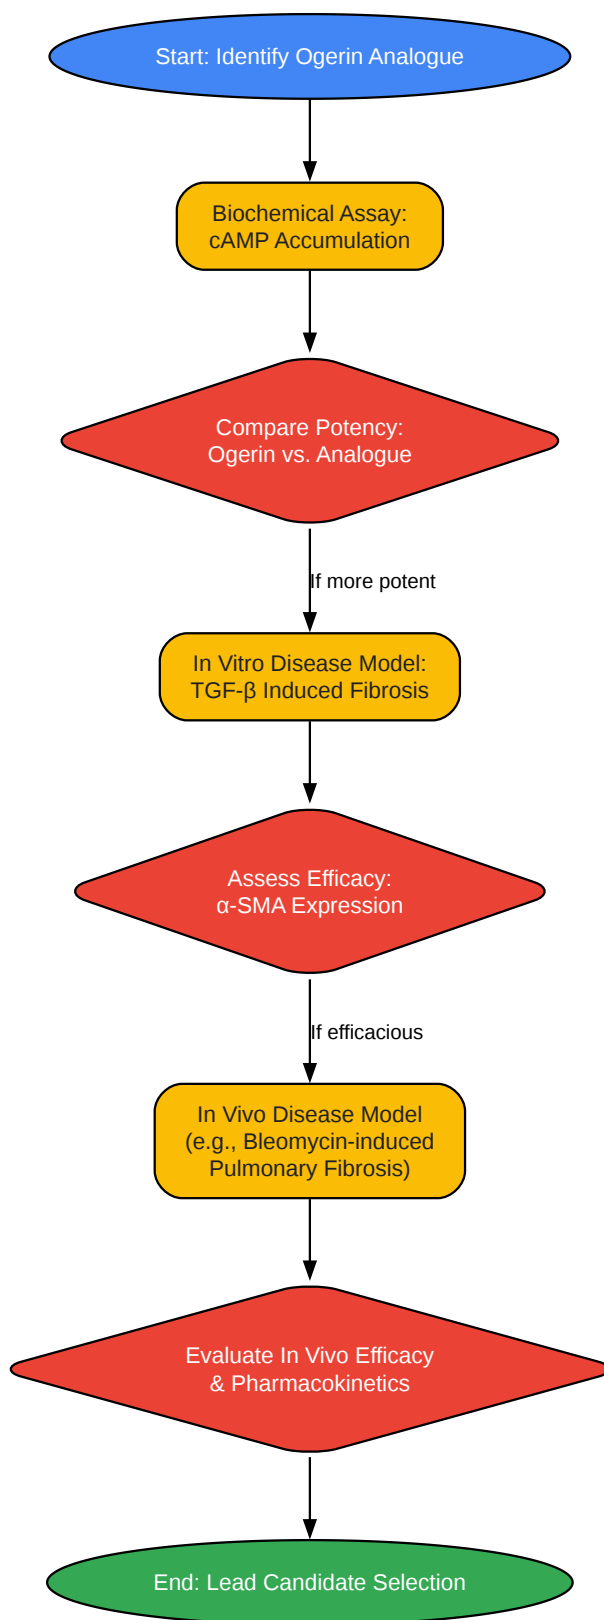 Start: Identify Ogerin Analogue
Biochemical Assay:
cAMP Accumulation
Compare Potency:
Ogerin vs. Analogue
If more potent
In Vitro Disease Model:
TGF-β Induced Fibrosis
Assess Efficacy:
α-SMA Expression
If efficacious
In Vivo Disease Model
(e.g., Bleomycin-induced
Pulmonary Fibrosis)
Evaluate In Vivo Efficacy
& Pharmacokinetics
End: Lead Candidate Selection